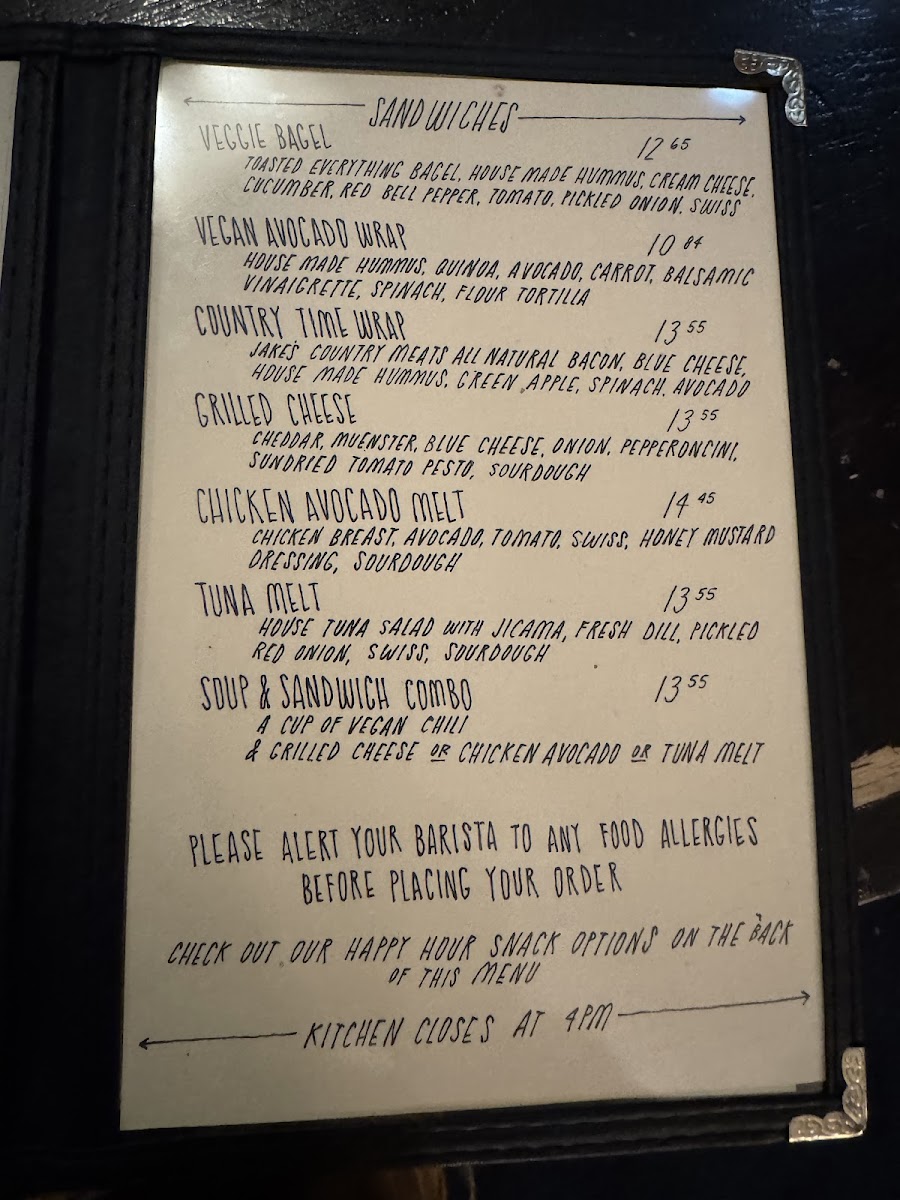 SANDWICHES
VEGGIE BAGEL 12 65
TOASTED EVERYTHING BAGEL, HOUSE MADE HUMMUS, CREAM CHEESE,
CUCUMBER, RED BELL PEPPER, TOMATO, PICKLED ONION, SWISS
VEGAN AVOCADO WRAP 10 84
HOUSE MADE HUMMUS, QUINOA, AVOCADO, CARROT, BALSAMIC
VINAIGRETTE, SPINACH, FLOUR TORTILLA
COUNTRY TIME WRAP 13 55
JAKE'S COUNTRY MEATS ALL NATURAL BACON, BLUE CHEESE,
HOUSE MADE HUMMUS, GREEN APPLE, SPINACH, AVOCADO
GRILLED CHEESE 13 55
CHEDDAR, MUENSTER, BLUE CHEESE, ONION, PEPPERONCINI,
SUNDRIED TOMATO PESTO, SOURDOUGH
CHICKEN AVOCADO MELT 14 45
CHICKEN BREAST, AVOCADO, TOMATO, SWISS, HONEY MUSTARD
DRESSING, SOURDOUGH
TUNA MELT 13 55
HOUSE TUNA SALAD WITH JICAMA, FRESH DILL, PICKLED
RED ONION, SWISS, SOURDOUGH
SOUP & SANDWICH COMBO 13 55
A CUP OF VEGAN CHILI
& GRILLED CHEESE OR CHICKEN AVOCADO OR TUNA MELT
PLEASE ALERT YOUR BARISTA TO ANY FOOD ALLERGIES
BEFORE PLACING YOUR ORDER
CHECK OUT OUR HAPPY HOUR SNACK OPTIONS ON THE BACK
OF THIS MENU
KITCHEN CLOSES AT 4PM